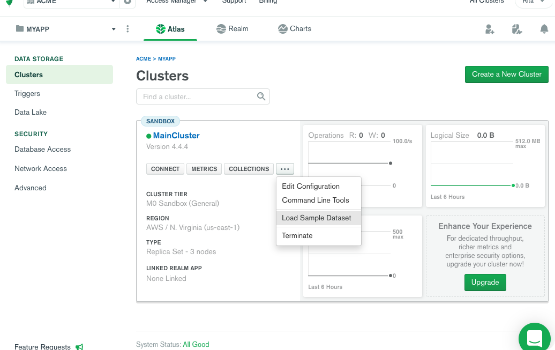 ACME
Access Manager
Support
Billing
All Clusters
MYAPP
Atlas
Realm
Charts
DATA STORAGE
Clusters
Triggers
Data Lake
SECURITY
Database Access
Network Access
Advanced
Feature Requests
ACME > MYAPP
Clusters
Create a New Cluster
Find a cluster...
SANDBOX
MainCluster
Version 4.4.4
CONNECT
METRICS
COLLECTIONS
Edit Configuration
Command Line Tools
Load Sample Dataset
Terminate
CLUSTER TIER
M0 Sandbox (General)
REGION
AWS / N. Virginia (us-east-1)
TYPE
Replica Set - 3 nodes
LINKED REALM APP
None Linked
Operations R: 0 W: 0
100.0/s
0
Logical Size 0.0 B
512.0 MB
max
0.0 B
Last 6 Hours
500
max
0
Last 6 Hours
Enhance Your Experience
For dedicated throughput,
richer metrics and
enterprise security options,
upgrade your cluster now!
Upgrade
System Status: All Good